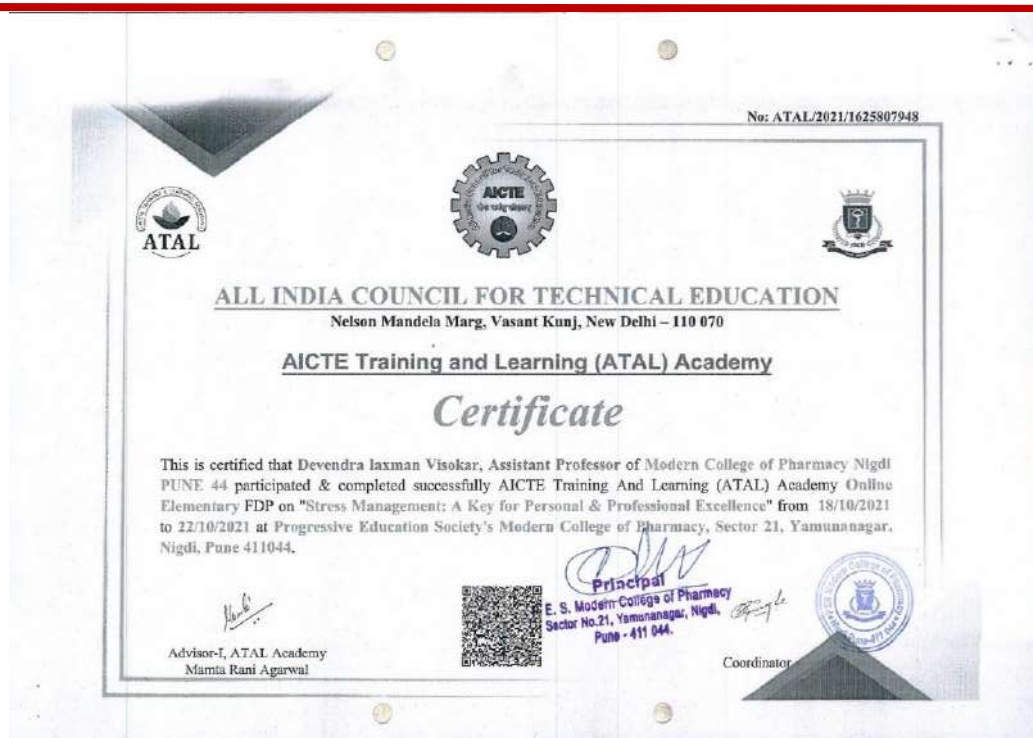 No: ATAL/2021/1625807948
ATAL
AICTE
ALL INDIA COUNCIL FOR TECHNICAL EDUCATION
Nelson Mandela Marg, Vasant Kunj, New Delhi – 110 070
AICTE Training and Learning (ATAL) Academy
Certificate
This is certified that Devendra laxman Visokar, Assistant Professor of Modern College of Pharmacy Nigdi
PUNE 44 participated & completed successfully AICTE Training And Learning (ATAL) Academy Online
Elementary FDP on "Stress Management: A Key for Personal & Professional Excellence" from 18/10/2021
to 22/10/2021 at Progressive Education Society's Modern College of Pharmacy, Sector 21, Yamunanagar,
Nigdi, Pune 411044.
Principal
E. S. Modern College of Pharmacy
Sector No.21, Yamunanagar, Nigdi,
Pune - 411 044.
Advisor-I, ATAL Academy
Mamta Rani Agarwal
Coordinator